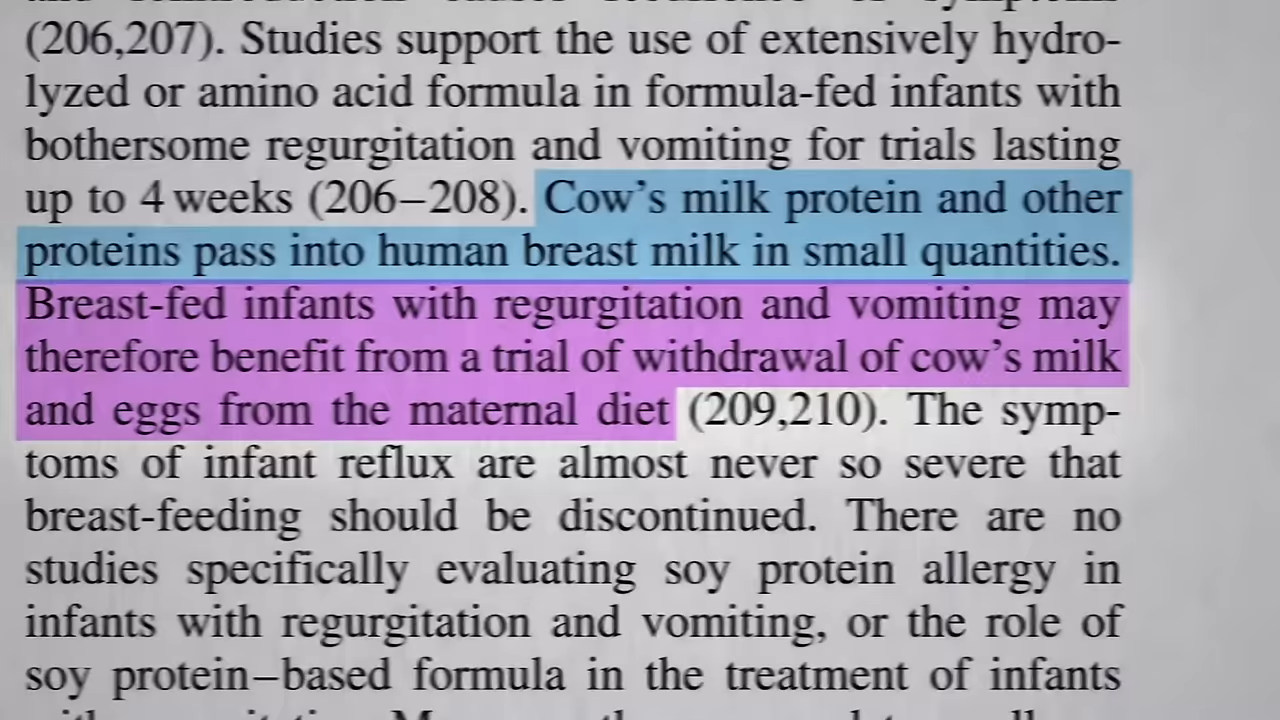 (206,207). Studies support the use of extensively hydro-
lyzed or amino acid formula in formula-fed infants with
bothersome regurgitation and vomiting for trials lasting
up to 4 weeks (206–208). Cow’s milk protein and other
proteins pass into human breast milk in small quantities.
Breast-fed infants with regurgitation and vomiting may
therefore benefit from a trial of withdrawal of cow’s milk
and eggs from the maternal diet (209,210). The symp-
toms of infant reflux are almost never so severe that
breast-feeding should be discontinued. There are no
studies specifically evaluating soy protein allergy in
infants with regurgitation and vomiting, or the role of
soy protein–based formula in the treatment of infants